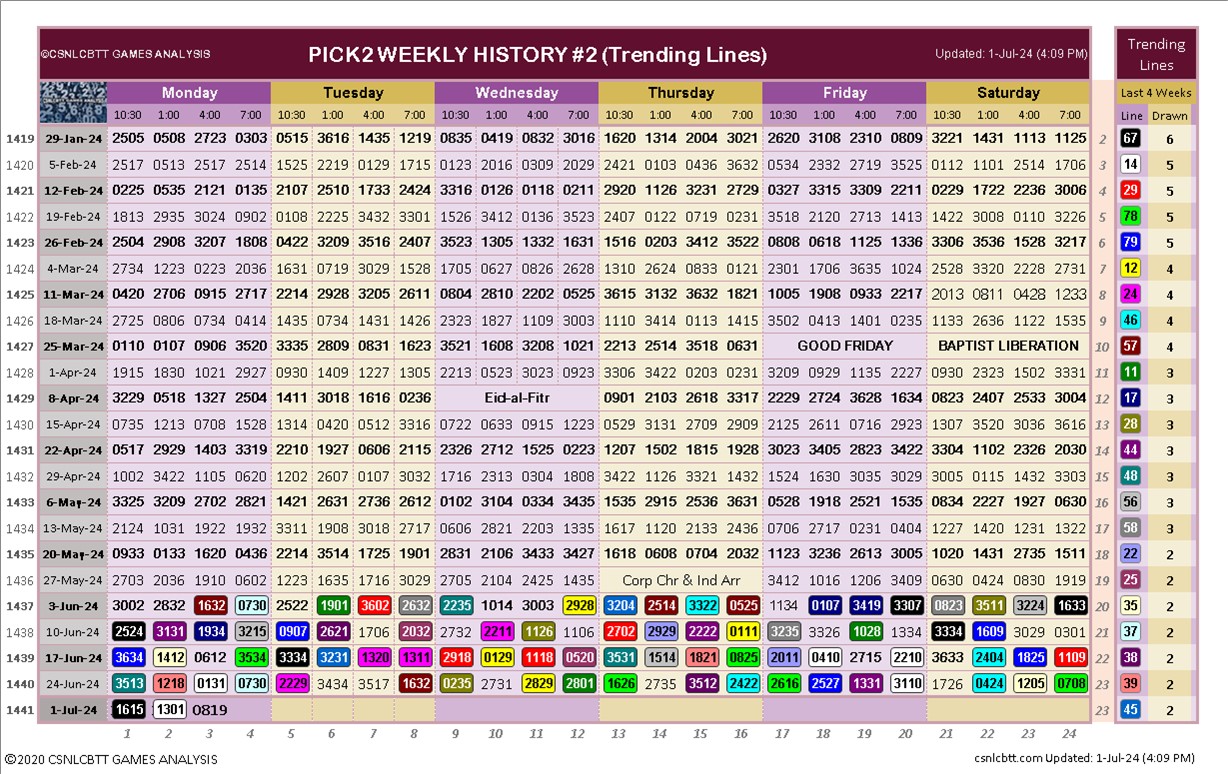 ©CSNLCBTT GAMES ANALYSIS PICK2 WEEKLY HISTORY #2 (Trending Lines) Updated: 1-Jul-24 (4:09 PM) Trending Lines
Monday Tuesday Wednesday Thursday Friday Saturday Last 4 Weeks
10:30 1:00 4:00 7:00 10:30 1:00 4:00 7:00 10:30 1:00 4:00 7:00 10:30 1:00 4:00 7:00 10:30 1:00 4:00 7:00 10:30 1:00 4:00 7:00 Line Drawn
1419 29-Jan-24 2505 0508 2723 0303 0515 3616 1435 1219 0835 0419 0832 3016 1620 1314 2004 3021 2620 3108 2310 0809 3221 1431 1113 1125 2 67 6
1420 5-Feb-24 2517 0513 2517 2514 1525 2219 0129 1715 0123 2016 0309 2029 2421 0103 0436 3632 0534 2332 2719 3525 0112 1101 2514 1706 3 14 5
1421 12-Feb-24 0225 0535 2121 0135 2107 2510 1733 2424 3316 0126 0118 0211 2920 1126 3231 2729 0327 3315 3309 2211 0229 1722 2236 3006 4 29 5
1422 19-Feb-24 1813 2935 3024 0902 0108 2225 3432 3301 1526 3412 0136 3523 2407 0122 0719 0231 3518 2120 2713 1413 1422 3008 0110 3226 5 78 5
1423 26-Feb-24 2504 2908 3207 1808 0422 3209 3516 2407 3523 1305 1332 1631 1516 0203 3412 3522 0808 0618 1125 1336 3306 3536 1528 3217 6 79 5
1424 4-Mar-24 2734 1223 0223 2036 1631 0719 3029 1529 1705 0627 0826 2628 1310 2624 0833 0121 2301 1706 3635 1024 2528 3320 2228 2731 7 12 4
1425 11-Mar-24 0420 2706 0915 2717 2214 2928 3205 2617 0804 2810 2202 0525 3615 3132 3632 1821 1005 1908 0933 2217 2013 0811 0428 1233 8 24 4
1426 18-Mar-24 2725 0806 0734 0414 1435 0734 1431 1426 2323 1827 1109 3003 1110 3414 0113 1415 3502 0413 1401 0235 1133 2636 1122 1535 9 46 4
1427 25-Mar-24 0110 0107 0906 3520 3335 2809 0831 1623 3521 1608 3208 1021 2213 2514 3518 0631 GOOD FRIDAY BAPTIST LIBERATION 10 57 4
1428 1-Apr-24 1915 1830 1021 2927 0930 1409 1227 1305 2213 0523 3023 0923 3306 3422 0203 0231 3209 0929 1135 2227 0930 2323 1502 3331 11 11 3
1429 8-Apr-24 3229 0518 1327 2504 1411 3018 1616 0236 Eid-al-Fitr 0901 2103 2618 3317 2229 2724 3628 1634 0823 2407 2533 3004 12 17 3
1430 15-Apr-24 0735 1213 0708 1528 1314 0420 0512 3319 0722 0633 0915 1223 0529 3131 2709 2909 2125 2611 0716 2923 1307 3520 3036 3616 13 28 3
1431 22-Apr-24 0517 2929 1403 3319 2210 1927 0606 2119 2326 2712 1525 0223 1207 1502 1815 1928 3023 3405 2823 3422 3304 1102 2326 2030 14 44 3
1432 29-Apr-24 1002 3422 1105 0620 1202 2607 0107 3035 1716 2313 0304 1808 3422 1126 3321 1432 1524 1630 3035 3029 3005 0115 1432 3303 15 48 3
1433 6-May-24 3325 3209 2702 2821 1421 2631 2736 2612 0102 3104 0334 3435 1535 2915 2536 3631 0528 1918 2521 1535 0834 2227 1927 0630 16 56 3
1434 13-May-24 2124 1031 1922 1932 3311 1908 3018 2717 0606 2821 2203 1335 1617 1120 2133 2436 0706 2717 0231 0404 1227 1420 1231 1322 17 58 3
1435 20-May-24 0933 0133 1620 0436 2214 3514 1725 1901 2831 2106 3433 3427 1618 0608 0704 2032 1123 3236 2613 3005 1020 1431 2735 1511 18 22 2
1436 27-May-24 2703 2036 1910 0602 1223 1635 1716 3029 2705 2104 2425 1435 Corp Chr & Ind Arr 3412 1016 1206 3409 0630 0424 0830 1919 19 25 2
1437 3-Jun-24 3002 2832 1632 0730 2522 1901 3602 2632 2235 1014 3003 2928 3204 2514 3322 0525 1134 0107 3419 3307 0823 3511 3224 1633 20 35 2
1438 10-Jun-24 2524 3131 1934 3215 0907 2621 1706 2032 2732 2211 1126 1106 2702 2929 2222 0111 3235 3326 1028 1334 3334 1609 3029 0301 21 37 2
1439 17-Jun-24 3634 1412 0612 3534 3334 3231 1320 1311 2918 0129 1118 0520 3531 1514 1821 0825 2011 0410 2715 2210 3633 2404 1825 1109 22 38 2
1440 24-Jun-24 3513 1218 0131 0730 2229 3434 3517 1632 0235 2731 2829 2801 1626 2735 3512 2422 2616 2527 1331 3110 1726 0424 1205 0708 23 39 2
1441 1-Jul-24 1615 1301 0819 23 45 2
1 2 3 4 5 6 7 8 9 10 11 12 13 14 15 16 17 18 19 20 21 22 23 24
©2020 CSNLCBTT GAMES ANALYSIS csnlcbtt.com Updated: 1-Jul-24 (4:09 PM)